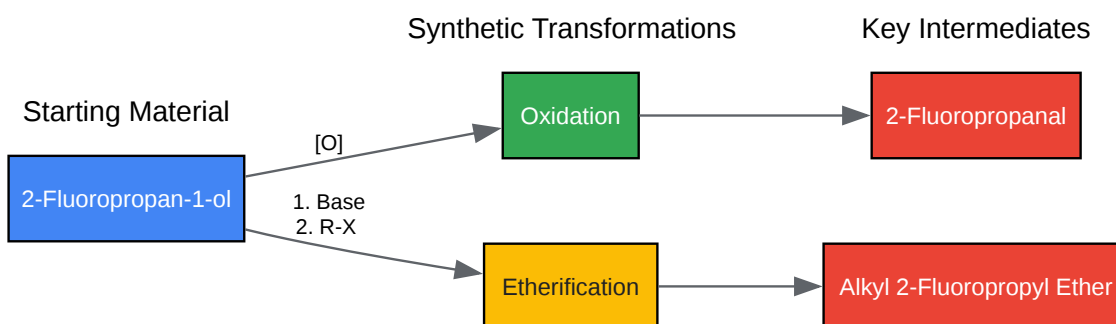 Synthetic Transformations
Key Intermediates
Starting Material
Oxidation
2-Fluoropropanal
[O]
2-Fluoropropan-1-ol
1. Base
2. R-X
Etherification
Alkyl 2-Fluoropropyl Ether